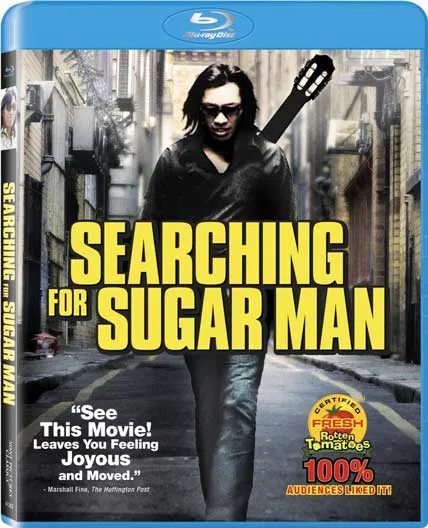 Blu-ray Disc
SEARCHING
FOR SUGAR MAN
"See
This Movie!
Leaves You Feeling
Joyous
and Moved."
- Marshall Fine, The Huffington Post
CERTIFIED
FRESH
Rotten
Tomatoes
100%
AUDIENCES LIKED IT!
SEARCHING FOR SUGAR MAN